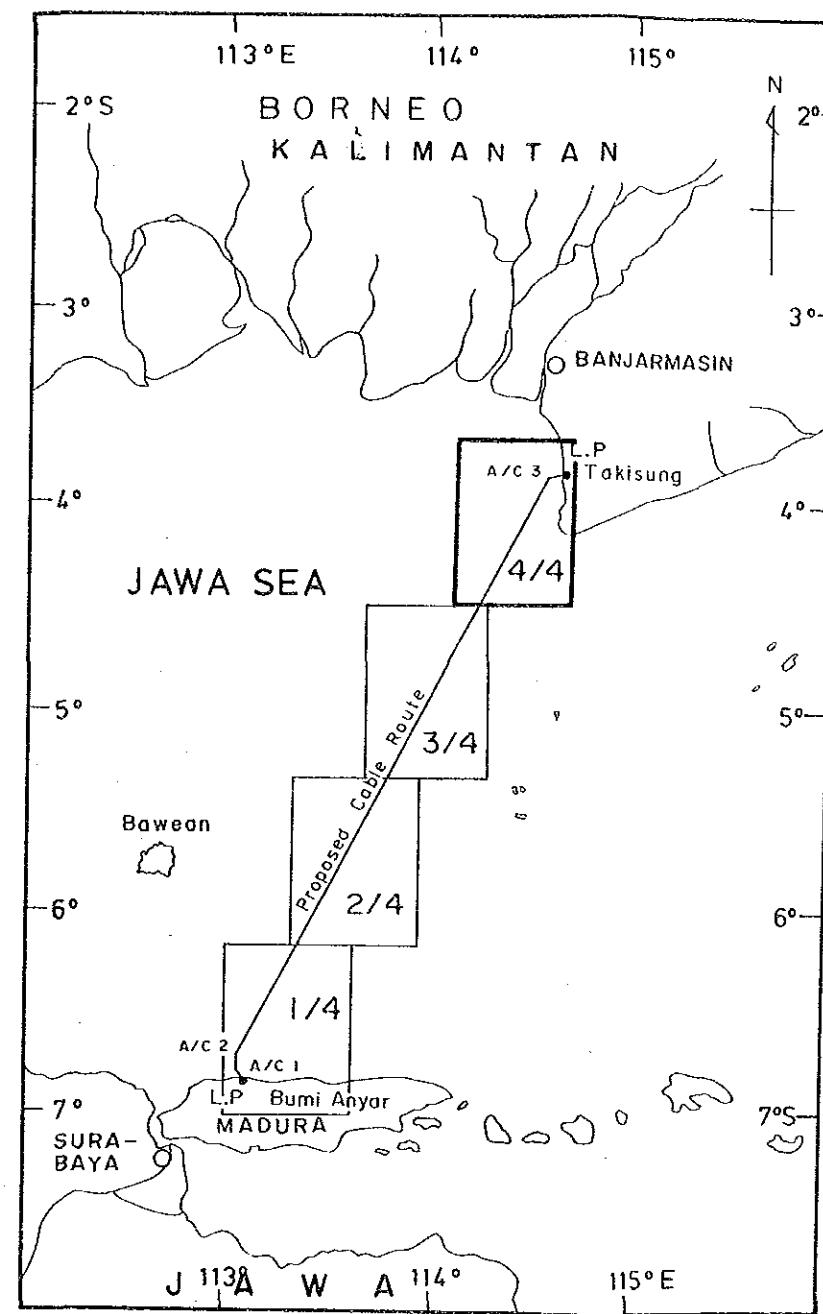 113°E 114° 115°
2°S 2°
BORNEO
KALIMANTAN
N
3° 3°
BANJARMASIN
L.P
A/C 3 Takisung
4° 4°
4/4
JAWA SEA
5° 5°
3/4
Proposed Cable Route
Bawean
2/4
6° 6°
1/4
A/C 2
A/C 1
L.P Bumi Anyar
7° 7°S
MADURA
SURA-
BAYA
JAWA
113° 114° 115°E